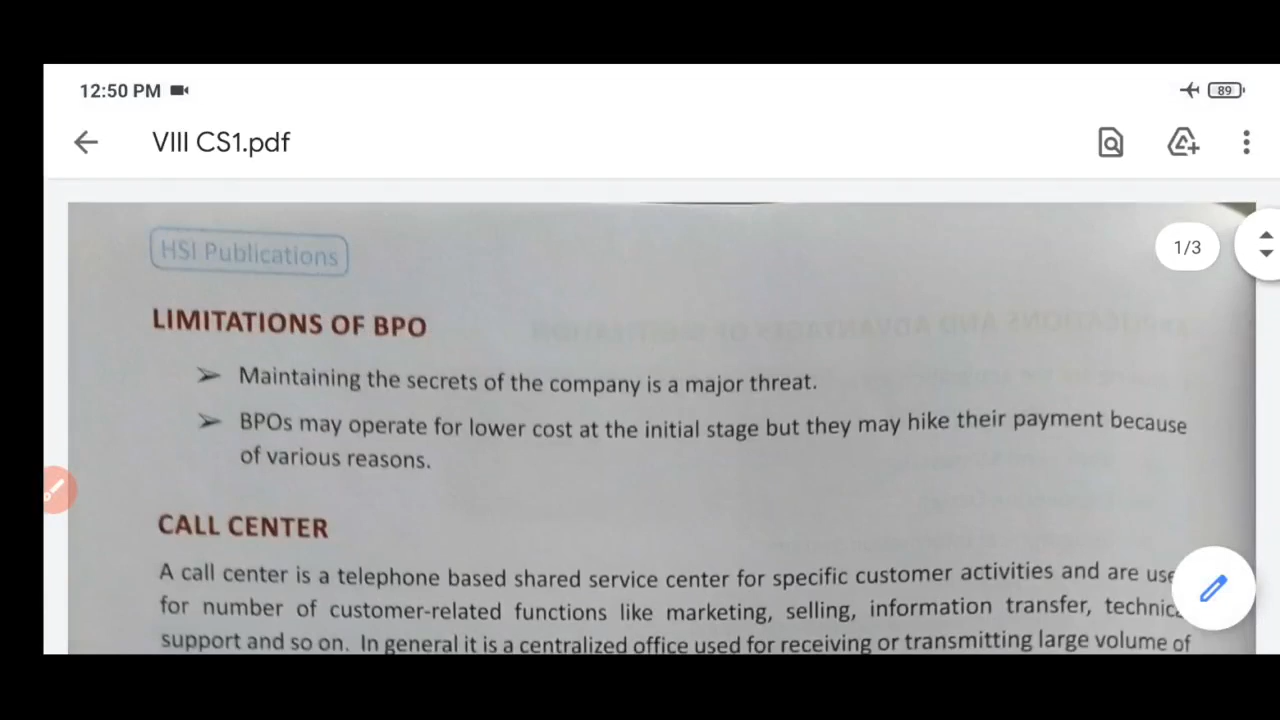 12:50 PM
89
VIII CS1.pdf
1/3
HSI Publications
LIMITATIONS OF BPO
➢ Maintaining the secrets of the company is a major threat.
➢ BPOs may operate for lower cost at the initial stage but they may hike their payment because
of various reasons.
CALL CENTER
A call center is a telephone based shared service center for specific customer activities and are
for number of customer-related functions like marketing, selling, information transfer,
support and so on. In general it is a centralized office used for receiving or transmitting large volume of